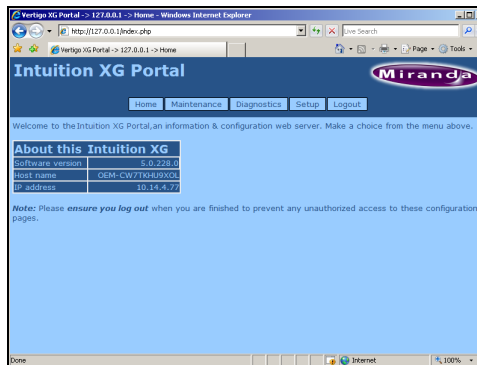 Vertigo XG Portal -> 127.0.0.1 -> Home - Windows Internet Explorer
http://127.0.0.1/index.php
Live Search
Vertigo XG Portal -> 127.0.0.1 -> Home
Page
Tools
Intuition XG Portal
Miranda
Home Maintenance Diagnostics Setup Logout
Welcome to the Intuition XG Portal,an information & configuration web server. Make a choice from the menu above.
About this Intuition XG
Software version 5.0.228.0
Host name OEM-CW7TKHU9XOL
IP address 10.14.4.77
Note: Please ensure you log out when you are finished to prevent any unauthorized access to these configuration
pages.
Done
Internet
100%